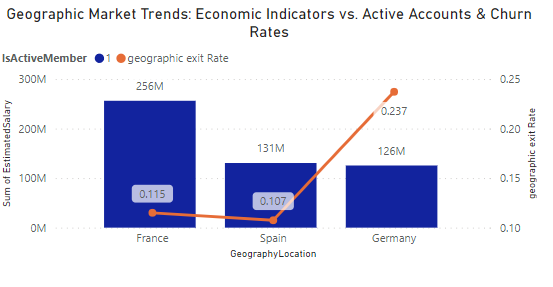 Geographic Market Trends: Economic Indicators vs. Active Accounts & Churn
Rates
IsActiveMember 1 geographic exit Rate
300M
200M
100M
0M
Sum of EstimatedSalary
256M
131M
126M
0.115
0.107
0.237
0.25
0.20
0.15
0.10
geographic exit Rate
France Spain Germany
GeographyLocation